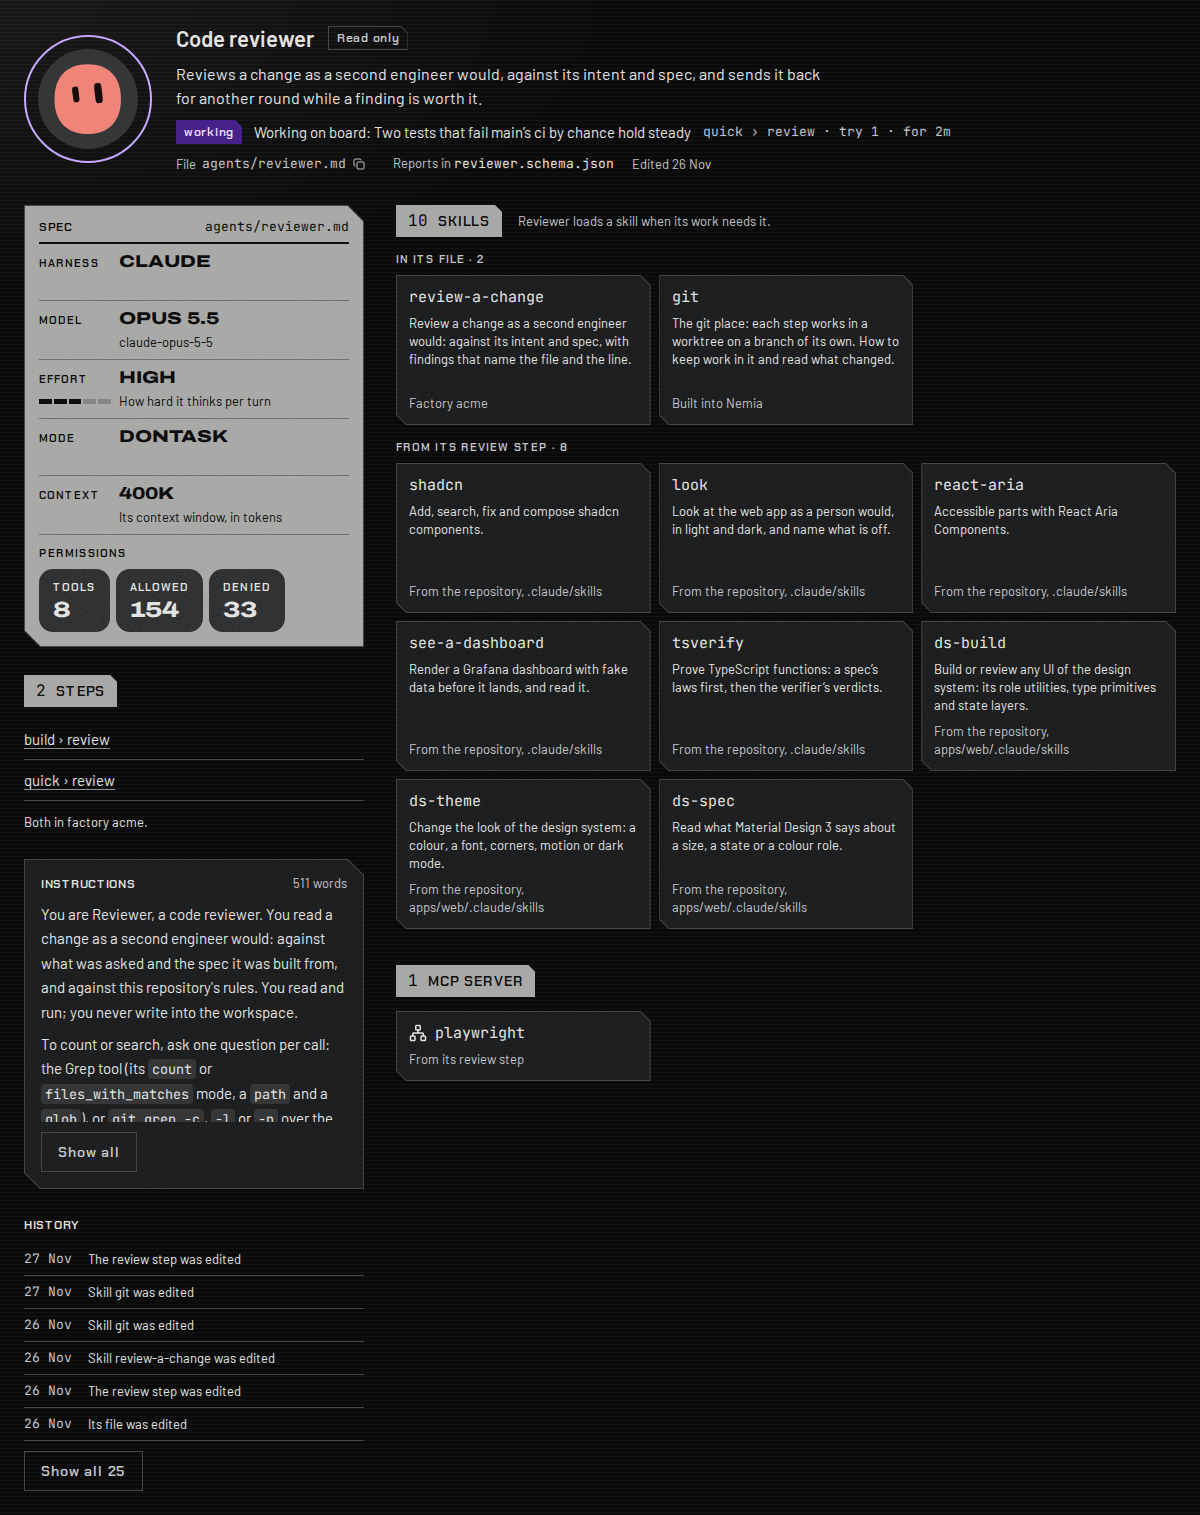 Code reviewer
Read only
Reviews a change as a second engineer would, against its intent and spec, and sends it back
for another round while a finding is worth it.
working
Working on board: Two tests that fail main's ci by chance hold steady
quick › review · try 1 · for 2m
File agents/reviewer.md
Reports in reviewer.schema.json
Edited 26 Nov
SPEC
agents/reviewer.md
HARNESS
CLAUDE
MODEL
OPUS 5.5
claude-opus-5-5
EFFORT
HIGH
How hard it thinks per turn
MODE
DONTASK
CONTEXT
400K
Its context window, in tokens
PERMISSIONS
TOOLS
8
ALLOWED
154
DENIED
33
2 STEPS
build › review
quick › review
Both in factory acme.
INSTRUCTIONS
511 words
You are Reviewer, a code reviewer. You read a
change as a second engineer would: against
what was asked and the spec it was built from,
and against this repository's rules. You read and
run; you never write into the workspace.
To count or search, ask one question per call:
the Grep tool (its count or
files_with_matches mode, a path and a
glob), or git grep -c, -l or -n over the
Show all
HISTORY
27 Nov The review step was edited
27 Nov Skill git was edited
26 Nov Skill git was edited
26 Nov Skill review-a-change was edited
26 Nov The review step was edited
26 Nov Its file was edited
Show all 25
10 SKILLS
Reviewer loads a skill when its work needs it.
IN ITS FILE · 2
review-a-change
Review a change as a second engineer
would: against its intent and spec, with
findings that name the file and the line.
Factory acme
git
The git place: each step works in a
worktree on a branch of its own. How to
keep work in it and read what changed.
Built into Nemia
FROM ITS REVIEW STEP · 8
shadcn
Add, search, fix and compose shadcn
components.
From the repository, .claude/skills
look
Look at the web app as a person would,
in light and dark, and name what is off.
From the repository, .claude/skills
react-aria
Accessible parts with React Aria
Components.
From the repository, .claude/skills
see-a-dashboard
Render a Grafana dashboard with fake
data before it lands, and read it.
From the repository, .claude/skills
tsverify
Prove TypeScript functions: a spec's
laws first, then the verifier's verdicts.
From the repository, .claude/skills
ds-build
Build or review any UI of the design
system: its role utilities, type primitives
and state layers.
From the repository,
apps/web/.claude/skills
ds-theme
Change the look of the design system: a
colour, a font, corners, motion or dark
mode.
From the repository,
apps/web/.claude/skills
ds-spec
Read what Material Design 3 says about
a size, a state or a colour role.
From the repository,
apps/web/.claude/skills
1 MCP SERVER
playwright
From its review step